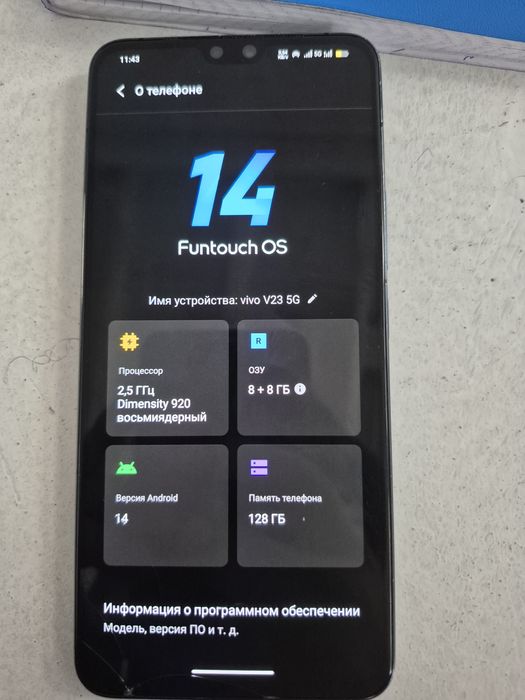 11:43
5G
О телефоне
14
Funtouch OS
Имя устройства: vivo V23 5G
Процессор
2,5 ГГц
Dimensity 920
восьмиядерный
R
ОЗУ
8 + 8 ГБ
Версия Android
14
Память телефона
128 ГБ
Информация о программном обеспечении
Модель, версия ПО и т. д.